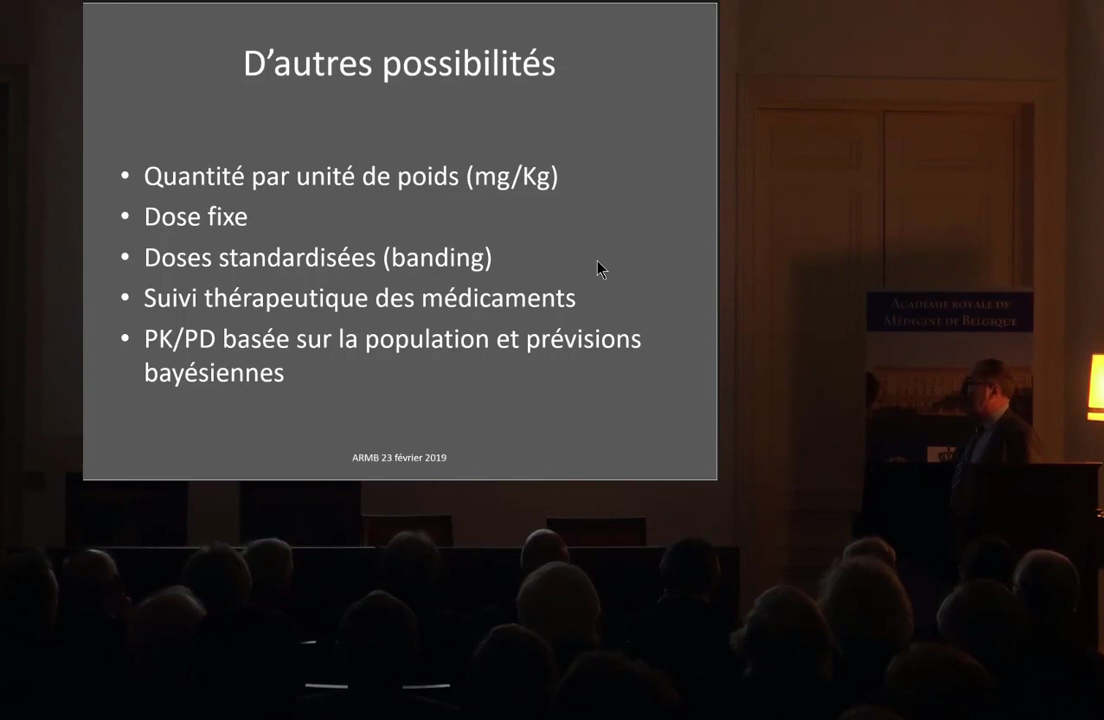 D'autres possibilités
• Quantité par unité de poids (mg/Kg)
• Dose fixe
• Doses standardisées (banding)
• Suivi thérapeutique des médicaments
• PK/PD basée sur la population et prévisions
bayésiennes
ARMB 23 février 2019
Académie royale de
Médecine de Belgique